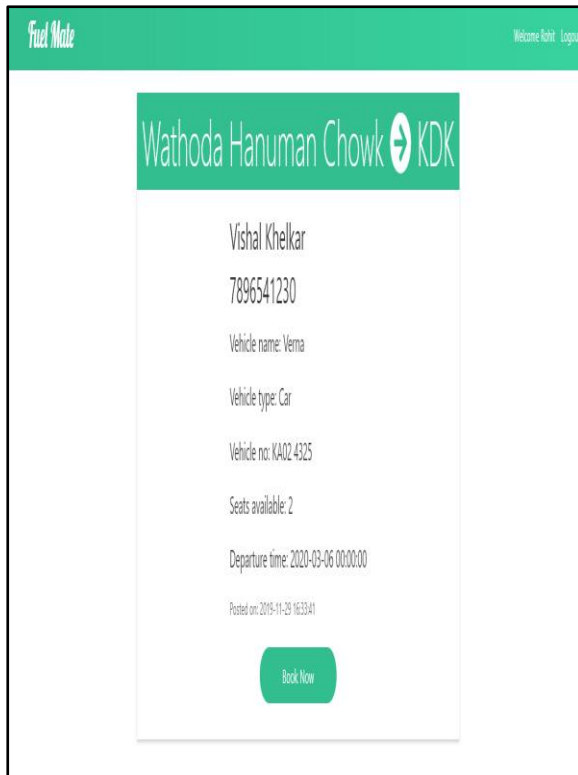 Fuel Mate
Welcome Rohit Logout
Wathoda Hanuman Chowk KDK
Vishal Khelkar
7896541230
Vehicle name: Verna
Vehicle type: Car
Vehicle no: KA02 4325
Seats available: 2
Departure time: 2020-03-06 00:00:00
Posted on: 2019-11-29 16:33:41
Book Now